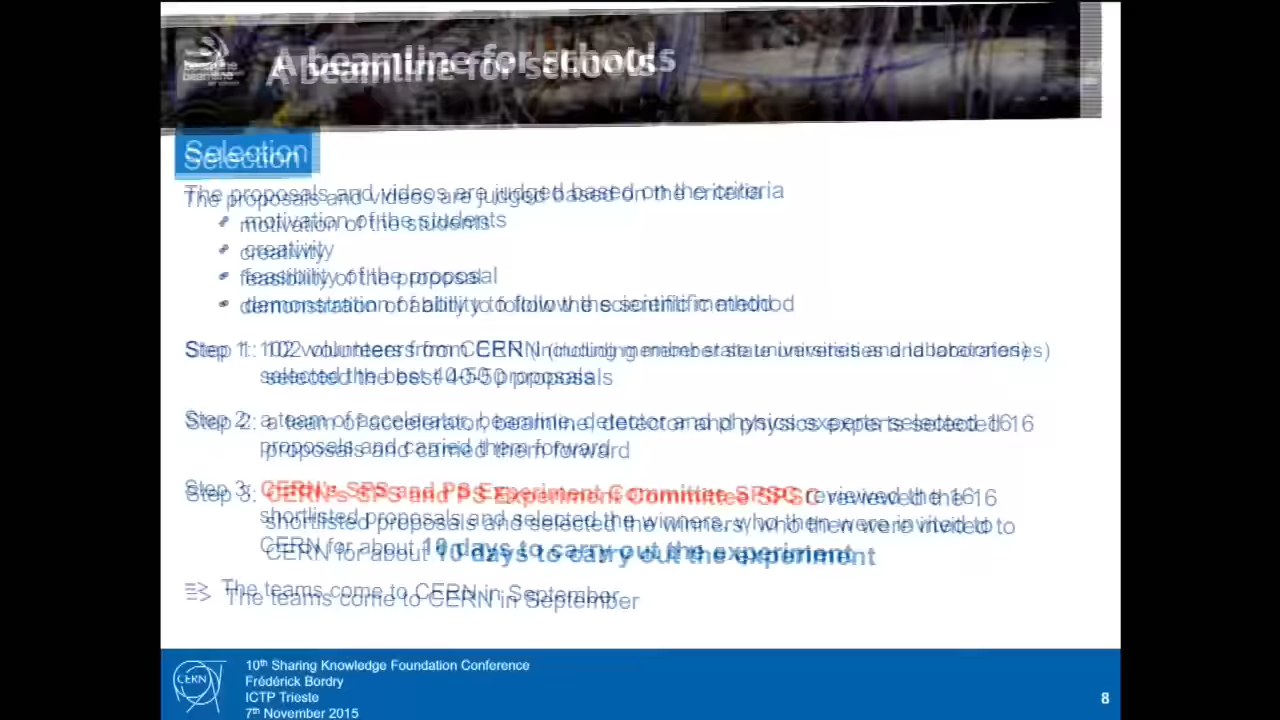 A beamline for schools
Selection
The proposals and videos are judged based on the criteria
motivation of the students
creativity
feasibility of the proposal
demonstration of ability to follow the scientific method
Step 1: 102 volunteers from CERN (including member state universities and laboratories)
selected the best 40-50 proposals
Step 2: a team of accelerator, beamline, detector and physics experts selected 16
proposals and carried them forward
Step 3: CERN's SPS and PS Experiment Committee SPSC reviewed the 16
shortlisted proposals and selected the winners, who then were invited to
CERN for about 10 days to carry out the experiment
The teams come to CERN in September
CERN
10th Sharing Knowledge Foundation Conference
Frédérick Bordry
ICTP Trieste
7th November 2015
8